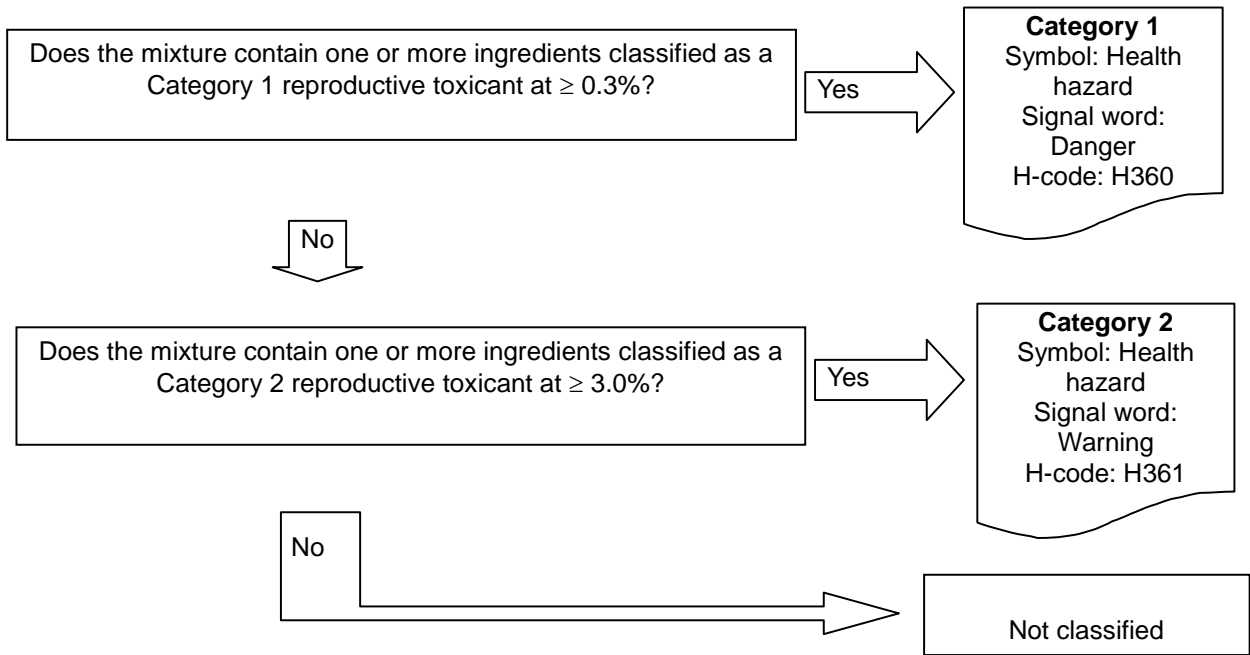 Does the mixture contain one or more ingredients classified as a
Category 1 reproductive toxicant at ≥ 0.3%?
Yes
Category 1
Symbol: Health
hazard
Signal word:
Danger
H-code: H360
No
Does the mixture contain one or more ingredients classified as a
Category 2 reproductive toxicant at ≥ 3.0%?
Yes
Category 2
Symbol: Health
hazard
Signal word:
Warning
H-code: H361
No
Not classified